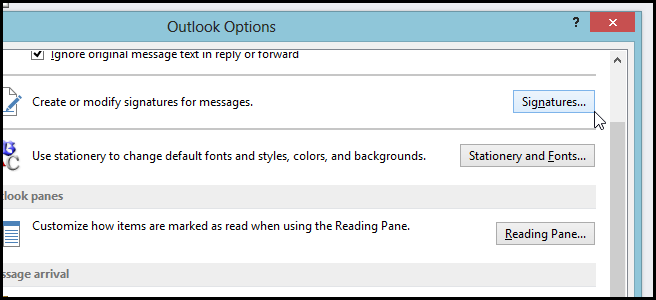 Outlook Options
?
Ignore original message text in reply or forward
Create or modify signatures for messages.
Signatures...
Use stationery to change default fonts and styles, colors, and backgrounds.
Stationery and Fonts...
tlook panes
Customize how items are marked as read when using the Reading Pane.
Reading Pane...
ssage arrival